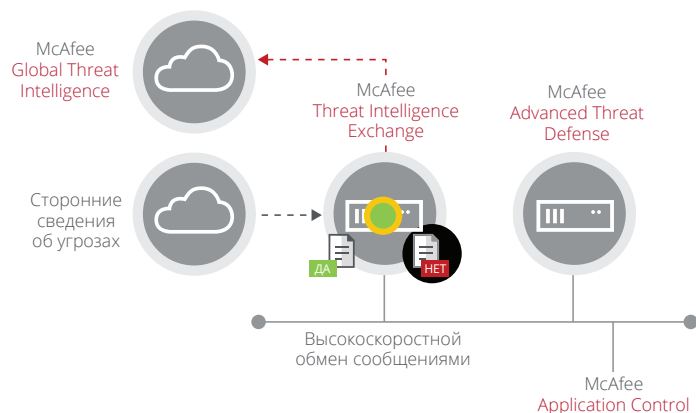 McAfee
Global Threat
Intelligence
McAfee
Threat Intelligence
Exchange
McAfee
Advanced Threat
Defense
Сторонние
сведения
об угрозах
ДА
НЕТ
Высокоскоростной
обмен сообщениями
McAfee
Application Control